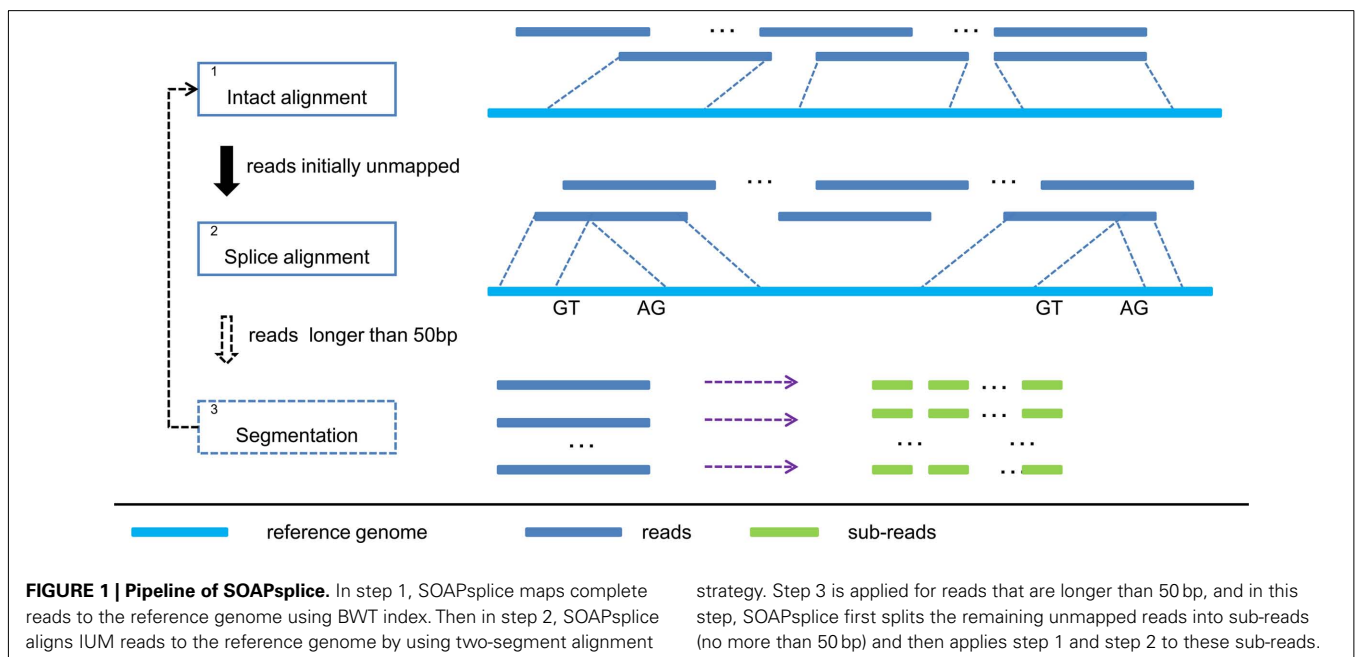 1
Intact alignment
...
...
reads initially unmapped
2
Splice alignment
...
...
GT
AG
GT
AG
reads longer than 50bp
3
Segmentation
...
...
...
...
...
...
reference genome
reads
sub-reads
FIGURE 1 | Pipeline of SOAPsplice. In step 1, SOAPsplice maps complete
reads to the reference genome using BWT index. Then in step 2, SOAPsplice
aligns IUM reads to the reference genome by using two-segment alignment
strategy. Step 3 is applied for reads that are longer than 50 bp, and in this
step, SOAPsplice first splits the remaining unmapped reads into sub-reads
(no more than 50 bp) and then applies step 1 and step 2 to these sub-reads.